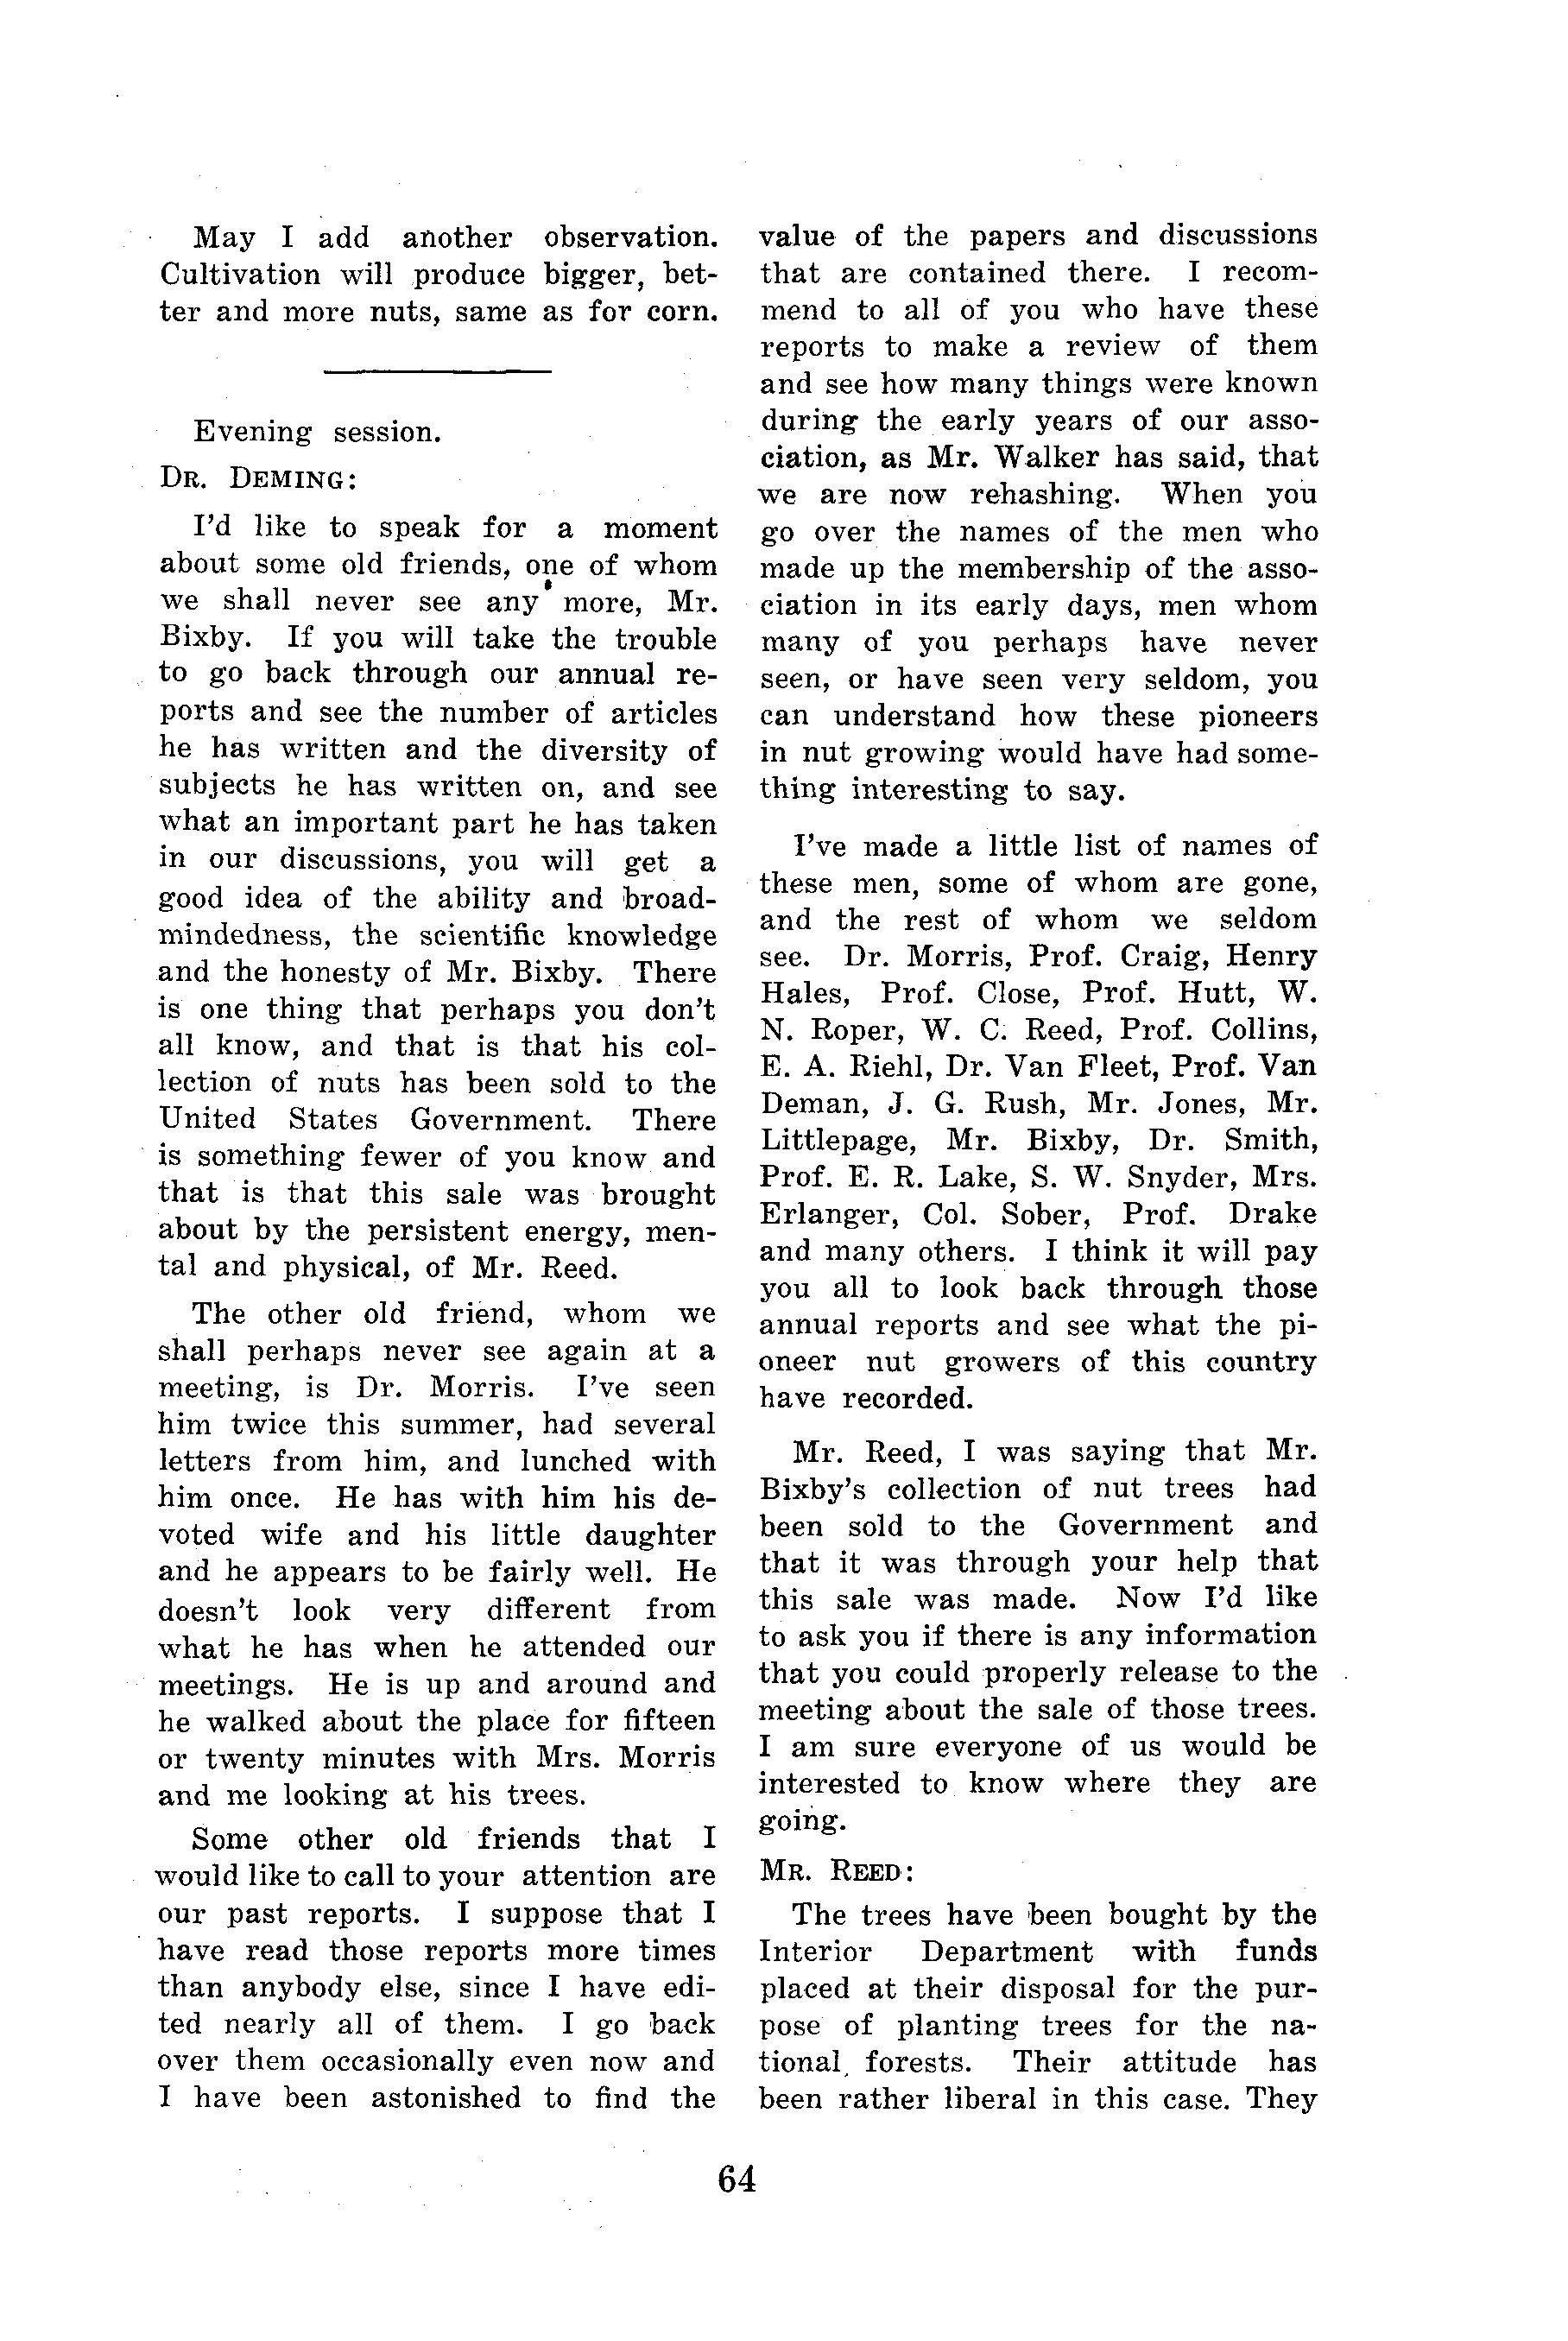 May I add another observation.
Cultivation will produce bigger, bet-
ter and more nuts, same as for corn.
Evening session.
DR. DEMING:
I'd like to speak for a moment
about some old friends, one of whom
we shall never see any more, Mr.
Bixby. If you will take the trouble
to go back through our annual re-
ports and see the number of articles
he has written and the diversity of
subjects he has written on, and see
what an important part he has taken
in our discussions, you will get a
good idea of the ability and broad-
mindedness, the scientific knowledge
and the honesty of Mr. Bixby. There
is one thing that perhaps you don't
all know, and that is that his col-
lection of nuts has been sold to the
United States Government. There
is something fewer of you know and
that is that this sale was brought
about by the persistent energy, men-
tal and physical, of Mr. Reed.
The other old friend, whom we
shall perhaps never see again at a
meeting, is Dr. Morris. I've seen
him twice this summer, had several
letters from him, and lunched with
him once. He has with him his de-
voted wife and his little daughter
and he appears to be fairly well. He
doesn't look very different from
what he has when he attended our
meetings. He is up and around and
he walked about the place for fifteen
or twenty minutes with Mrs. Morris
and me looking at his trees.
Some other old friends that I
would like to call to your attention are
our past reports. I suppose that I
have read those reports more times
than anybody else, since I have edi-
ted nearly all of them. I go back
over them occasionally even now and
I have been astonished to find the
value of the papers and discussions
that are contained there. I recom-
mend to all of you who have these
reports to make a review of them
and see how many things were known
during the early years of our asso-
ciation, as Mr. Walker has said, that
we are now rehashing. When you
go over the names of the men who
made up the membership of the asso-
ciation in its early days, men whom
many of you perhaps have never
seen, or have seen very seldom, you
can understand how these pioneers
in nut growing would have had some-
thing interesting to say.
I've made a little list of names of
these men, some of whom are gone,
and the rest of whom we seldom
see. Dr. Morris, Prof. Craig, Henry
Hales, Prof. Close, Prof. Hutt, W.
N. Roper, W. C. Reed, Prof. Collins,
E. A. Riehl, Dr. Van Fleet, Prof. Van
Deman, J. G. Rush, Mr. Jones, Mr.
Littlepage, Mr. Bixby, Dr. Smith,
Prof. E. R. Lake, S. W. Snyder, Mrs.
Erlanger, Col. Sober, Prof. Drake
and many others. I think it will pay
you all to look back through those
annual reports and see what the pi-
oneer nut growers of this country
have recorded.
Mr. Reed, I was saying that Mr.
Bixby's collection of nut trees had
been sold to the Government and
that it was through your help that
this sale was made. Now I'd like
to ask you if there is any information
that you could properly release to the
meeting about the sale of those trees.
I am sure everyone of us would be
interested to know where they are
going.
MR. REED:
The trees have been bought by the
Interior Department with funds
placed at their disposal for the pur-
pose of planting trees for the na-
tional forests. Their attitude has
been rather liberal in this case. They
64